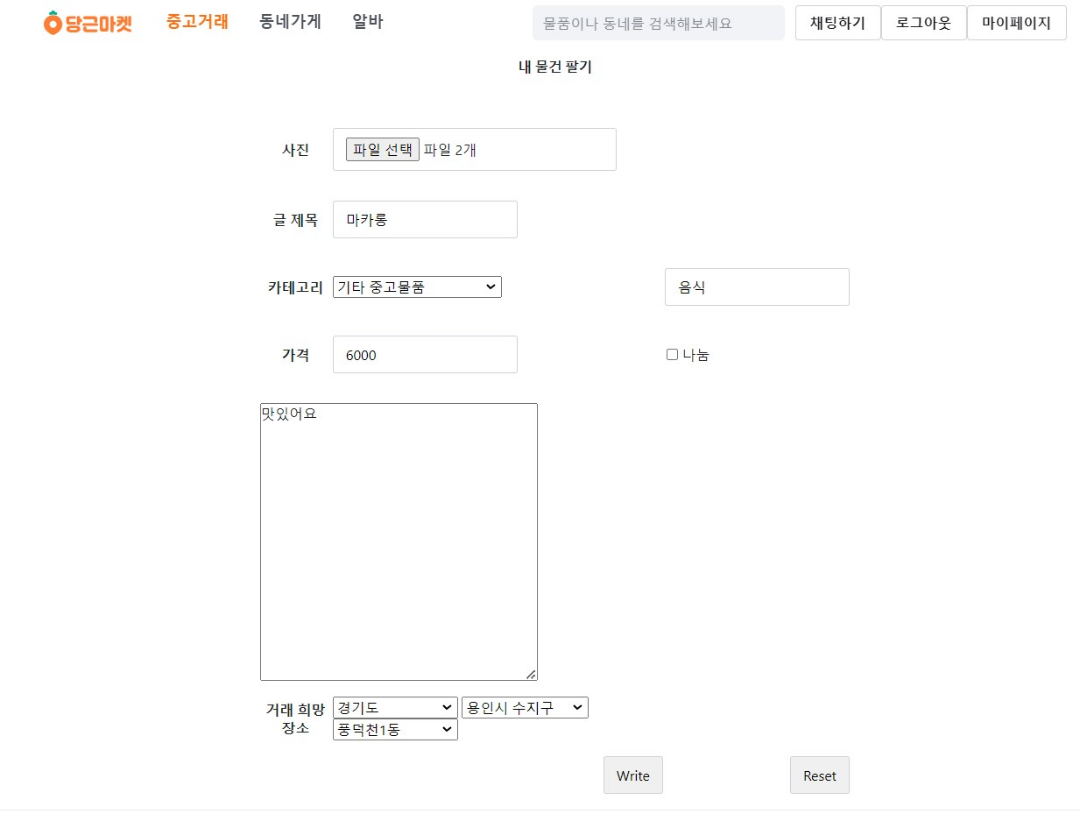 당근마켓 중고거래 동네가게 알바 물품이나 동네를 검색해보세요 채팅하기 로그아웃 마이페이지
내 물건 팔기
사진 파일 선택 파일 2개
글 제목 마카롱
카테고리 기타 중고물품 음식
가격 6000 나눔
맛있어요
거래 희망 경기도 용인시 수지구
장소 풍덕천1동
Write Reset